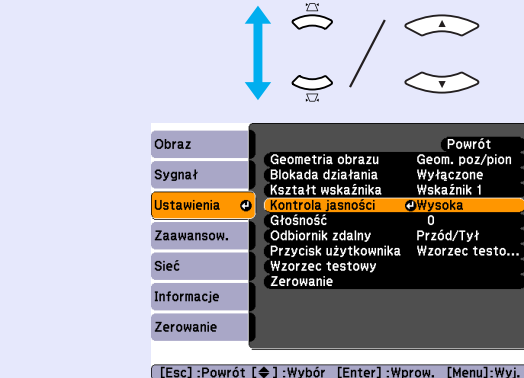 Powrót
Obraz
Sygnał
Ustawienia
Zaawansow.
Sieć
Informacje
Zerowanie
Geometria obrazu Geom. poz/pion
Blokada działania Wyłączone
Kształt wskaźnika Wskaźnik 1
Kontrola jasności Wysoka
Głośność 0
Odbiornik zdalny Przód/Tył
Przycisk użytkownika Wzorzec testo...
Wzorzec testowy
Zerowanie
[Esc] :Powrót [◆] :Wybór [Enter] :Wprow. [Menu]:Wyj.